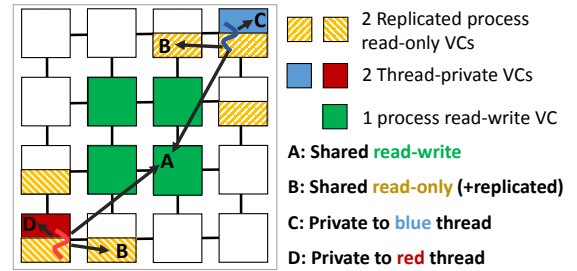 C
B
A
D
B
2 Replicated process
read-only VCs
2 Thread-private VCs
1 process read-write VC
A: Shared read-write
B: Shared read-only (+replicated)
C: Private to blue thread
D: Private to red thread